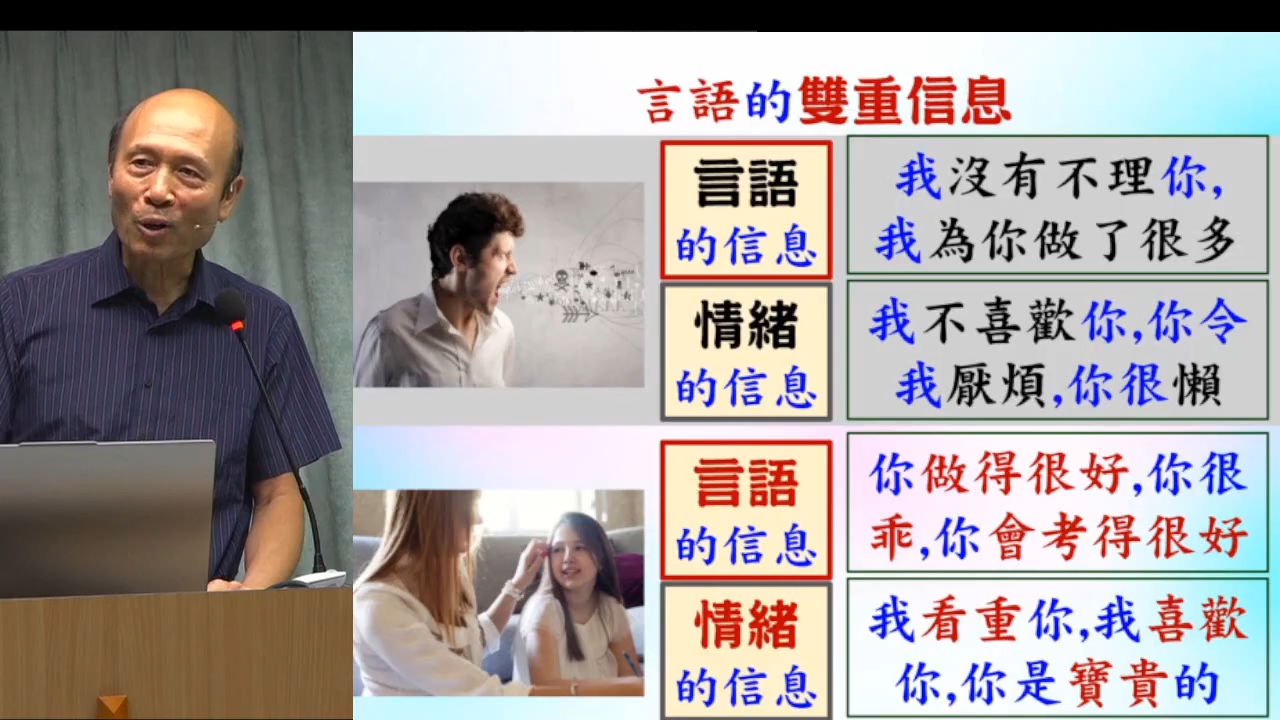 言語的雙重信息
言語
的信息
我沒有不理你,
我為你做了很多
情緒
的信息
我不喜歡你,你令
我厭煩,你很懶
言語
的信息
你做得很好,你很
乖,你會考得很好
情緒
的信息
我看重你,我喜歡
你,你是寶貴的